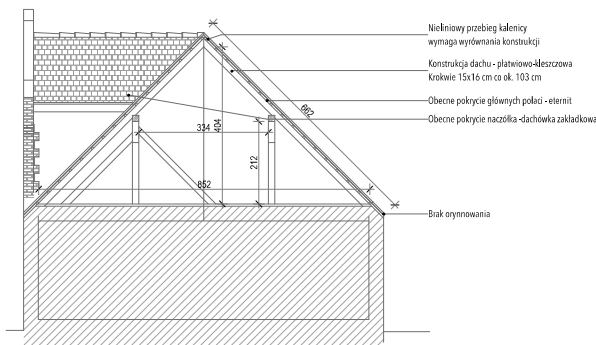 Nieliniowy przebieg kalenicy
wymaga wyrównania konstrukcji
Konstrukcja dachu - płatwiowo-kleszczowa
Krokwie 15x16 cm co ok. 103 cm
Obecne pokrycie głównych połaci - eternit
Obecne pokrycie naczółka -dachówka zakładkowa
Brak orynnowania
662
334
404
212
852